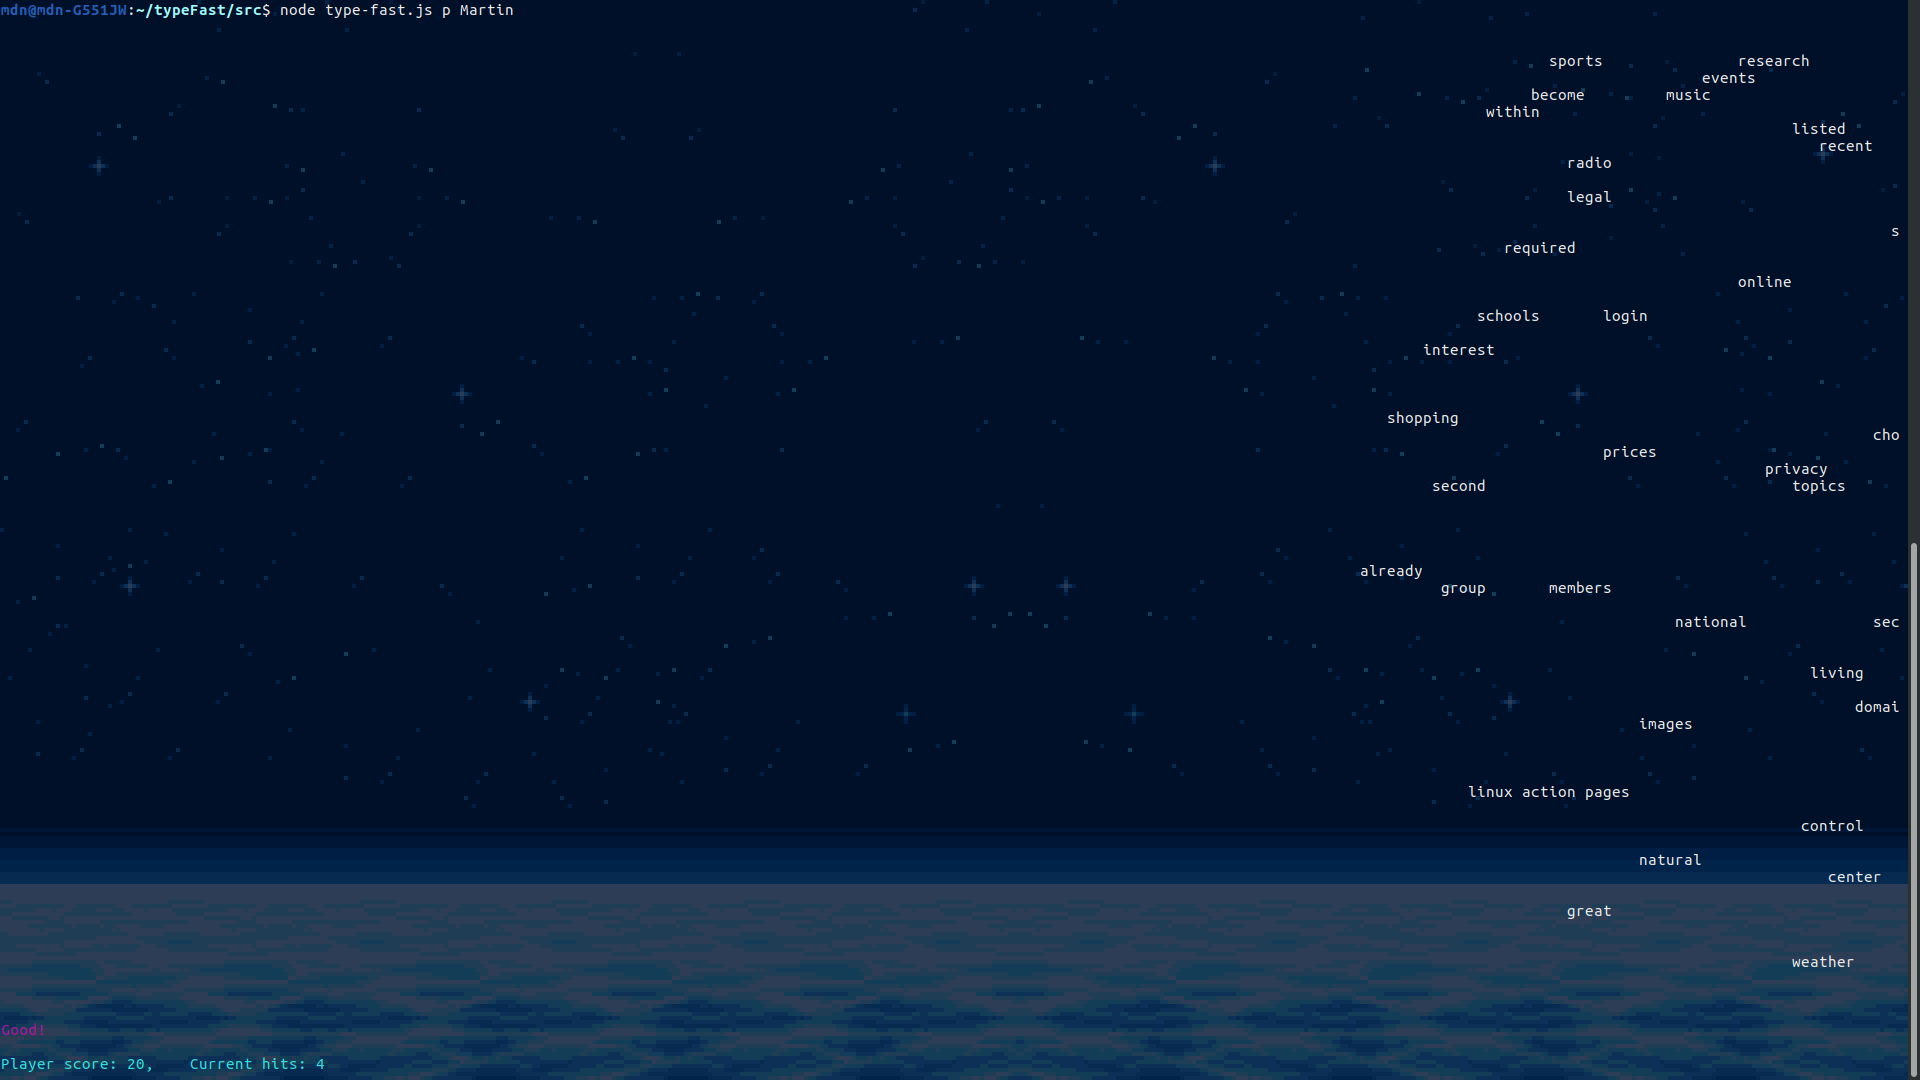 mdn@mdn-G551JW:~/typeFast/src$ node type-fast.js p Martin
sports research
events
become music
within
listed
recent
radio
legal
s
required
online
schools login
interest
shopping
cho
prices
privacy
second topics
already
group members
national sec
living
domai
images
linux action pages
control
natural
center
great
weather
Good!
Player score: 20, Current hits: 4